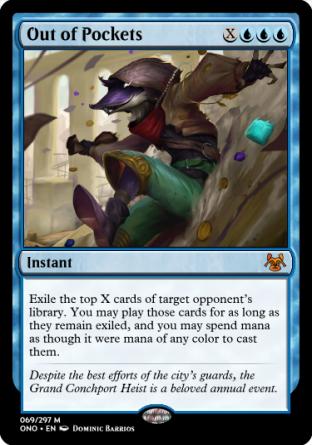 Out of Pockets
X
Instant
Exile the top X cards of target opponent's
library. You may play those cards for as long as
they remain exiled, and you may spend mana
as though it were mana of any color to cast
them.
Despite the best efforts of the city's guards, the
Grand Conchport Heist is a beloved annual event.
069/297 M
ONO • EN Dominic Barrios